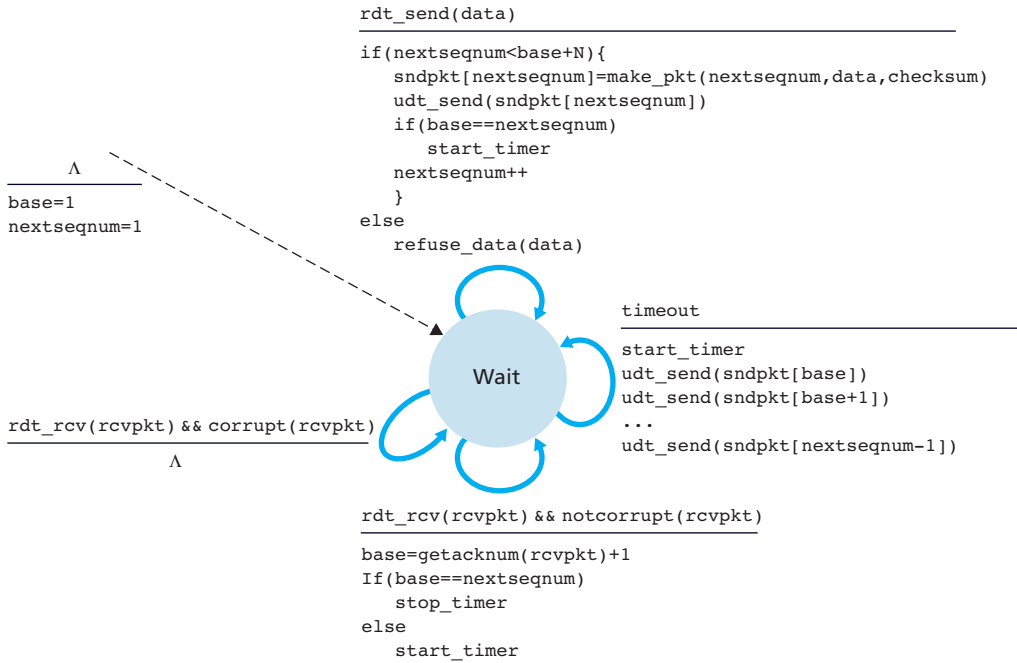 rdt_send(data)
if(nextseqnum<base+N){
sndpkt[nextseqnum]=make_pkt(nextseqnum,data,checksum)
udt_send(sndpkt[nextseqnum])
if(base==nextseqnum)
start_timer
nextseqnum++
}
else
refuse_data(data)
Λ
base=1
nextseqnum=1
timeout
start_timer
udt_send(sndpkt[base])
udt_send(sndpkt[base+1])
...
udt_send(sndpkt[nextseqnum-1])
Wait
rdt_rcv(rcvpkt) && corrupt(rcvpkt)
Λ
rdt_rcv(rcvpkt) && notcorrupt(rcvpkt)
base=getacknum(rcvpkt)+1
If(base==nextseqnum)
stop_timer
else
start_timer